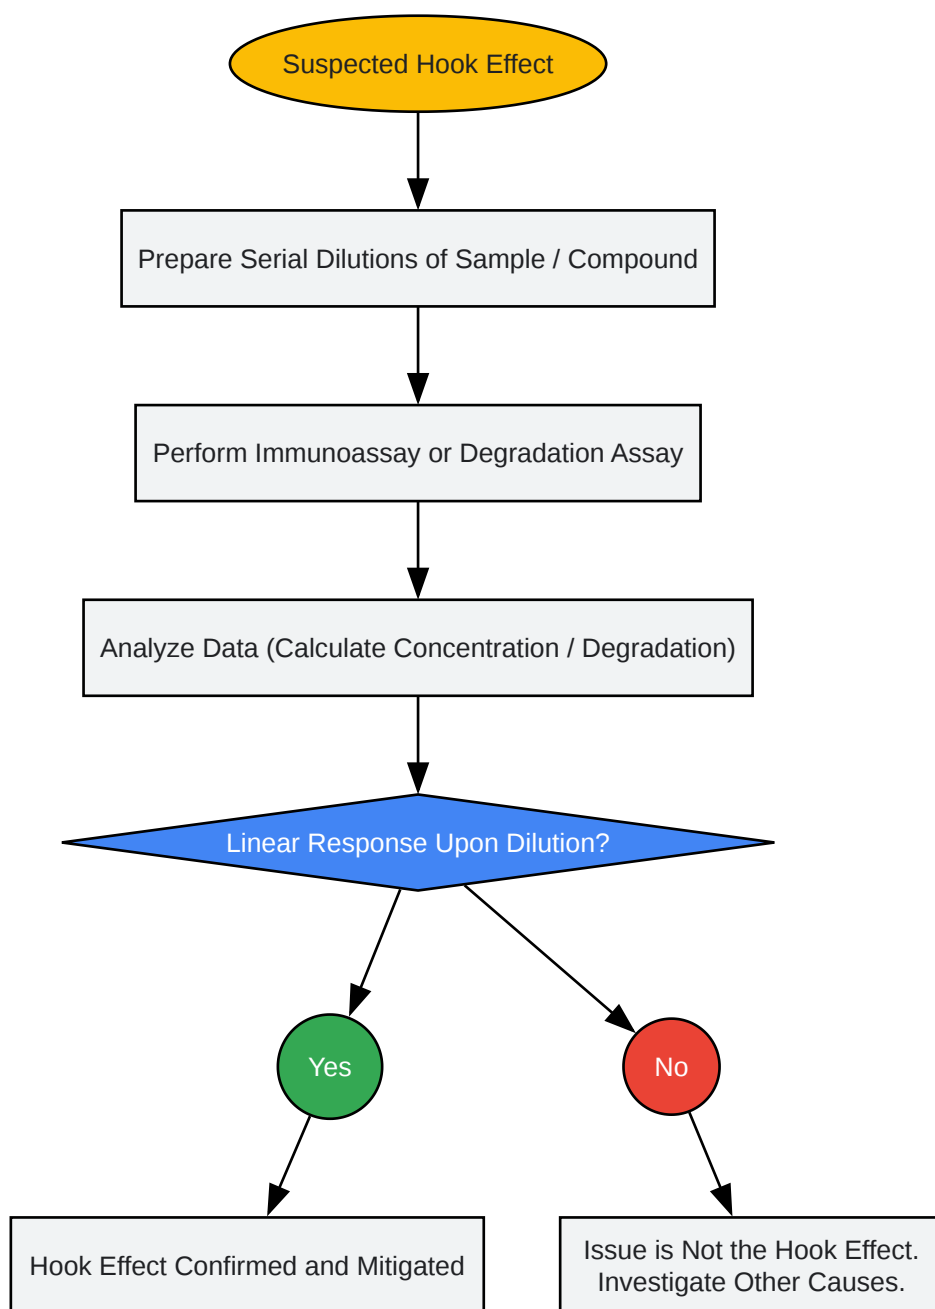 Suspected Hook Effect
Prepare Serial Dilutions of Sample / Compound
Perform Immunoassay or Degradation Assay
Analyze Data (Calculate Concentration / Degradation)
Linear Response Upon Dilution?
Yes
No
Hook Effect Confirmed and Mitigated
Issue is Not the Hook Effect.
Investigate Other Causes.